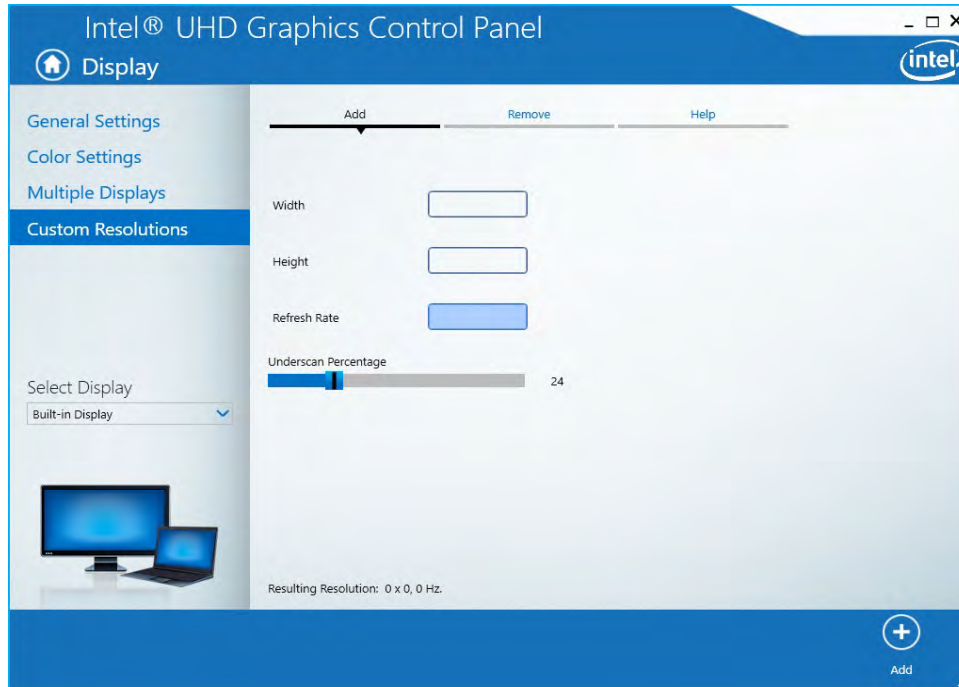 Intel® UHD Graphics Control Panel
Display
intel
General Settings
Color Settings
Multiple Displays
Custom Resolutions
Select Display
Built-in Display
Add
Remove
Help
Width
Height
Refresh Rate
Underscan Percentage
24
Resulting Resolution: 0 x 0, 0 Hz.
Add